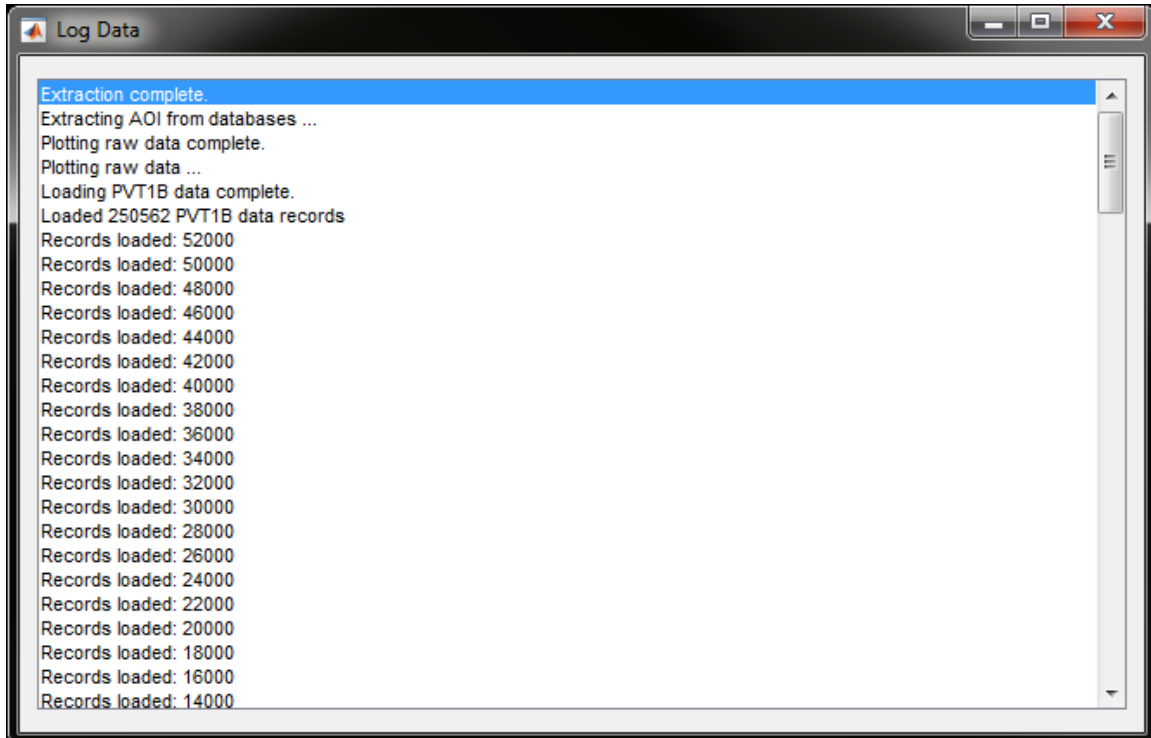 Log Data
Extraction complete.
Extracting AOI from databases ...
Plotting raw data complete.
Plotting raw data ...
Loading PVT1B data complete.
Loaded 250562 PVT1B data records
Records loaded: 52000
Records loaded: 50000
Records loaded: 48000
Records loaded: 46000
Records loaded: 44000
Records loaded: 42000
Records loaded: 40000
Records loaded: 38000
Records loaded: 36000
Records loaded: 34000
Records loaded: 32000
Records loaded: 30000
Records loaded: 28000
Records loaded: 26000
Records loaded: 24000
Records loaded: 22000
Records loaded: 20000
Records loaded: 18000
Records loaded: 16000
Records loaded: 14000